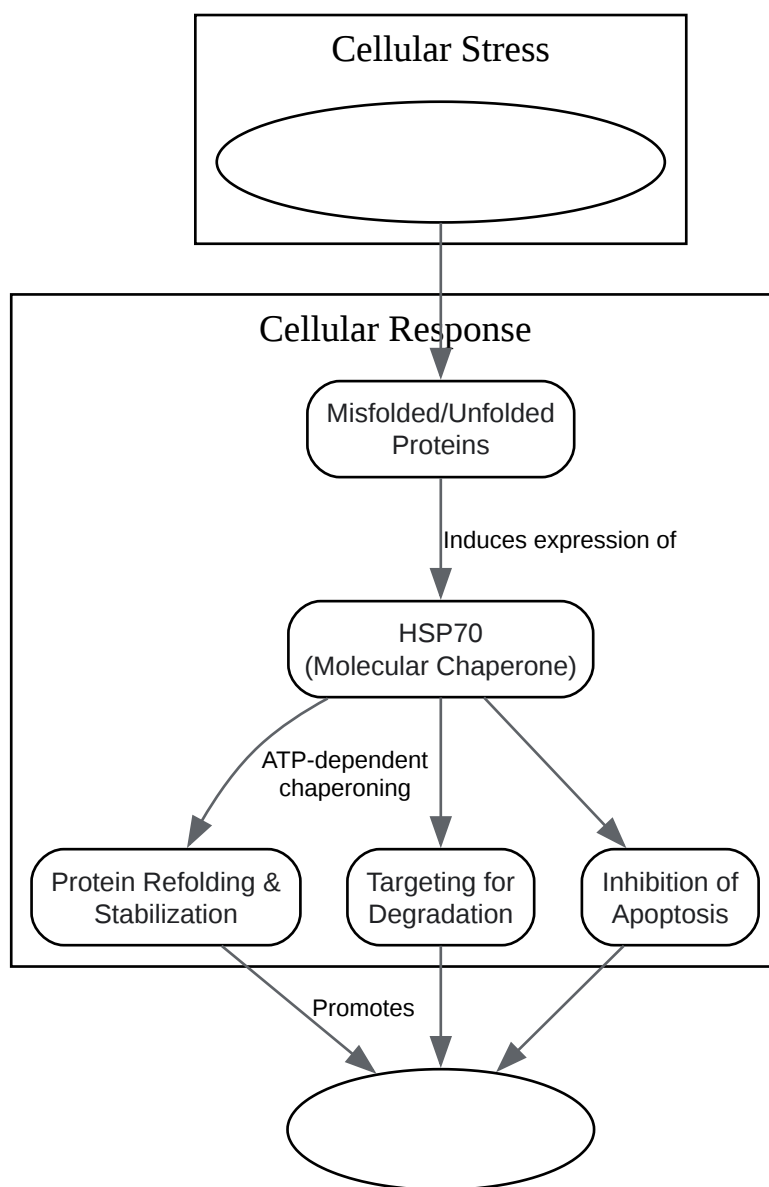 Cellular Stress
Cellular Response
Misfolded/Unfolded
Proteins
Induces expression of
HSP70
(Molecular Chaperone)
ATP-dependent
chaperoning
Protein Refolding &
Stabilization
Targeting for
Degradation
Inhibition of
Apoptosis
Promotes